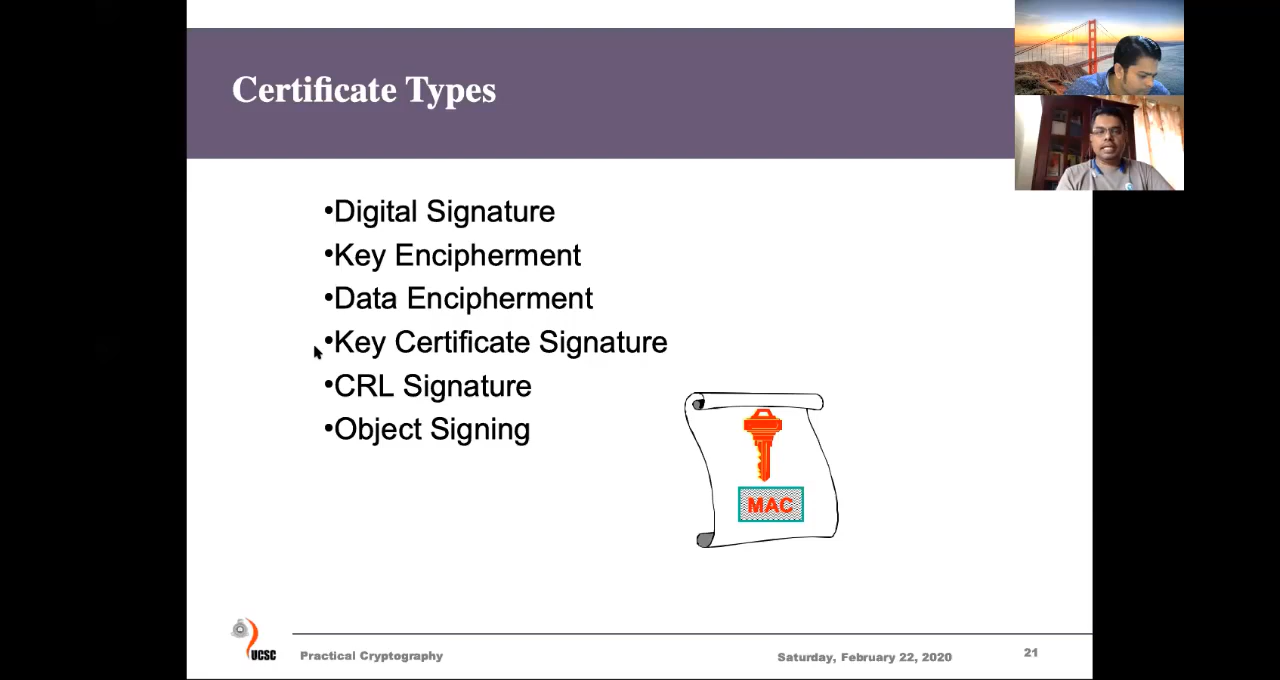 Certificate Types
•Digital Signature
•Key Encipherment
•Data Encipherment
•Key Certificate Signature
•CRL Signature
•Object Signing
MAC
UCSC
Practical Cryptography
Saturday, February 22, 2020
21